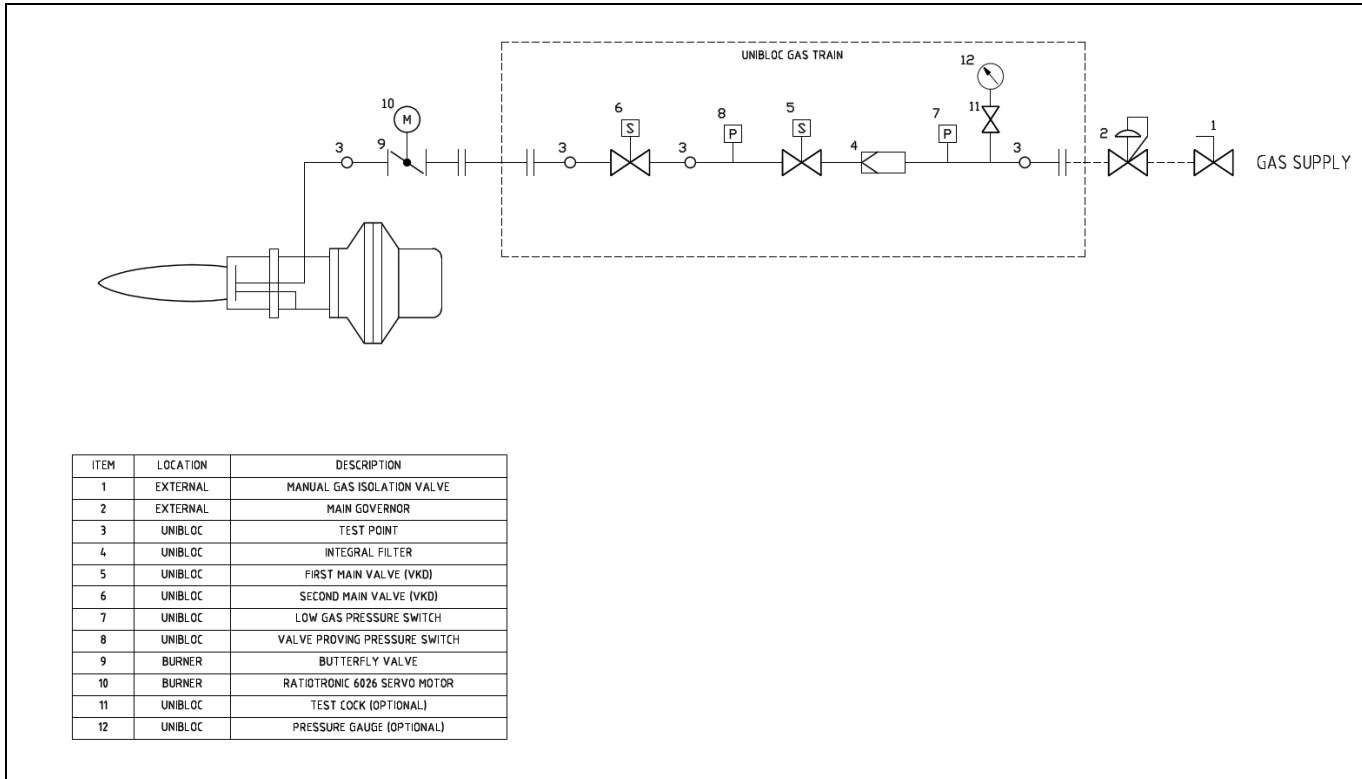 UNIBLOC GAS TRAIN
12
10
6
8
5
7
11
2
1
M
S
P
S
P
3
9
3
3
4
3
GAS SUPPLY
ITEM LOCATION DESCRIPTION
1 EXTERNAL MANUAL GAS ISOLATION VALVE
2 EXTERNAL MAIN GOVERNOR
3 UNIBLOC TEST POINT
4 UNIBLOC INTEGRAL FILTER
5 UNIBLOC FIRST MAIN VALVE (VKD)
6 UNIBLOC SECOND MAIN VALVE (VKD)
7 UNIBLOC LOW GAS PRESSURE SWITCH
8 UNIBLOC VALVE PROVING PRESSURE SWITCH
9 BURNER BUTTERFLY VALVE
10 BURNER RATIOTRONIC 6026 SERVO MOTOR
11 UNIBLOC TEST COCK (OPTIONAL)
12 UNIBLOC PRESSURE GAUGE (OPTIONAL)